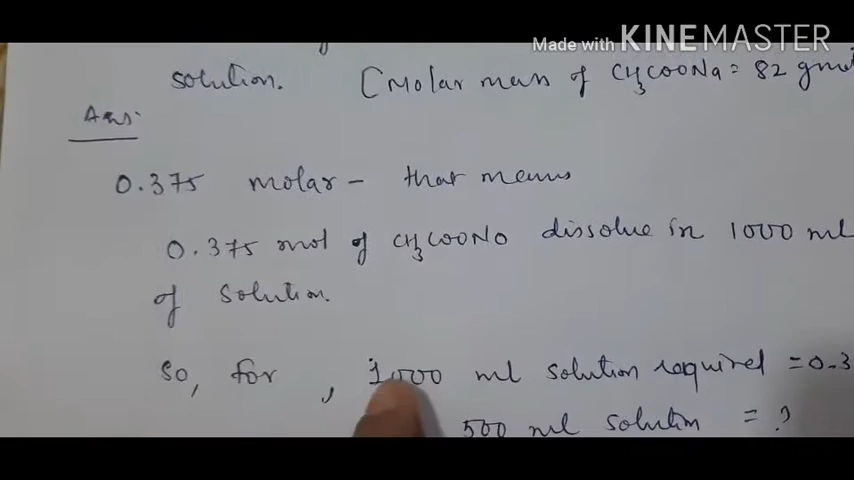 Made with KINEMASTER
solution. [Molar mass of CH3COONa = 82 gmol
Ans.
0.375 molar - that means
0.375 mol of CH3COONa dissolve in 1000 ml
of solution.
So, for , 1000 ml solution required = 0.3
500 ml solution = ?